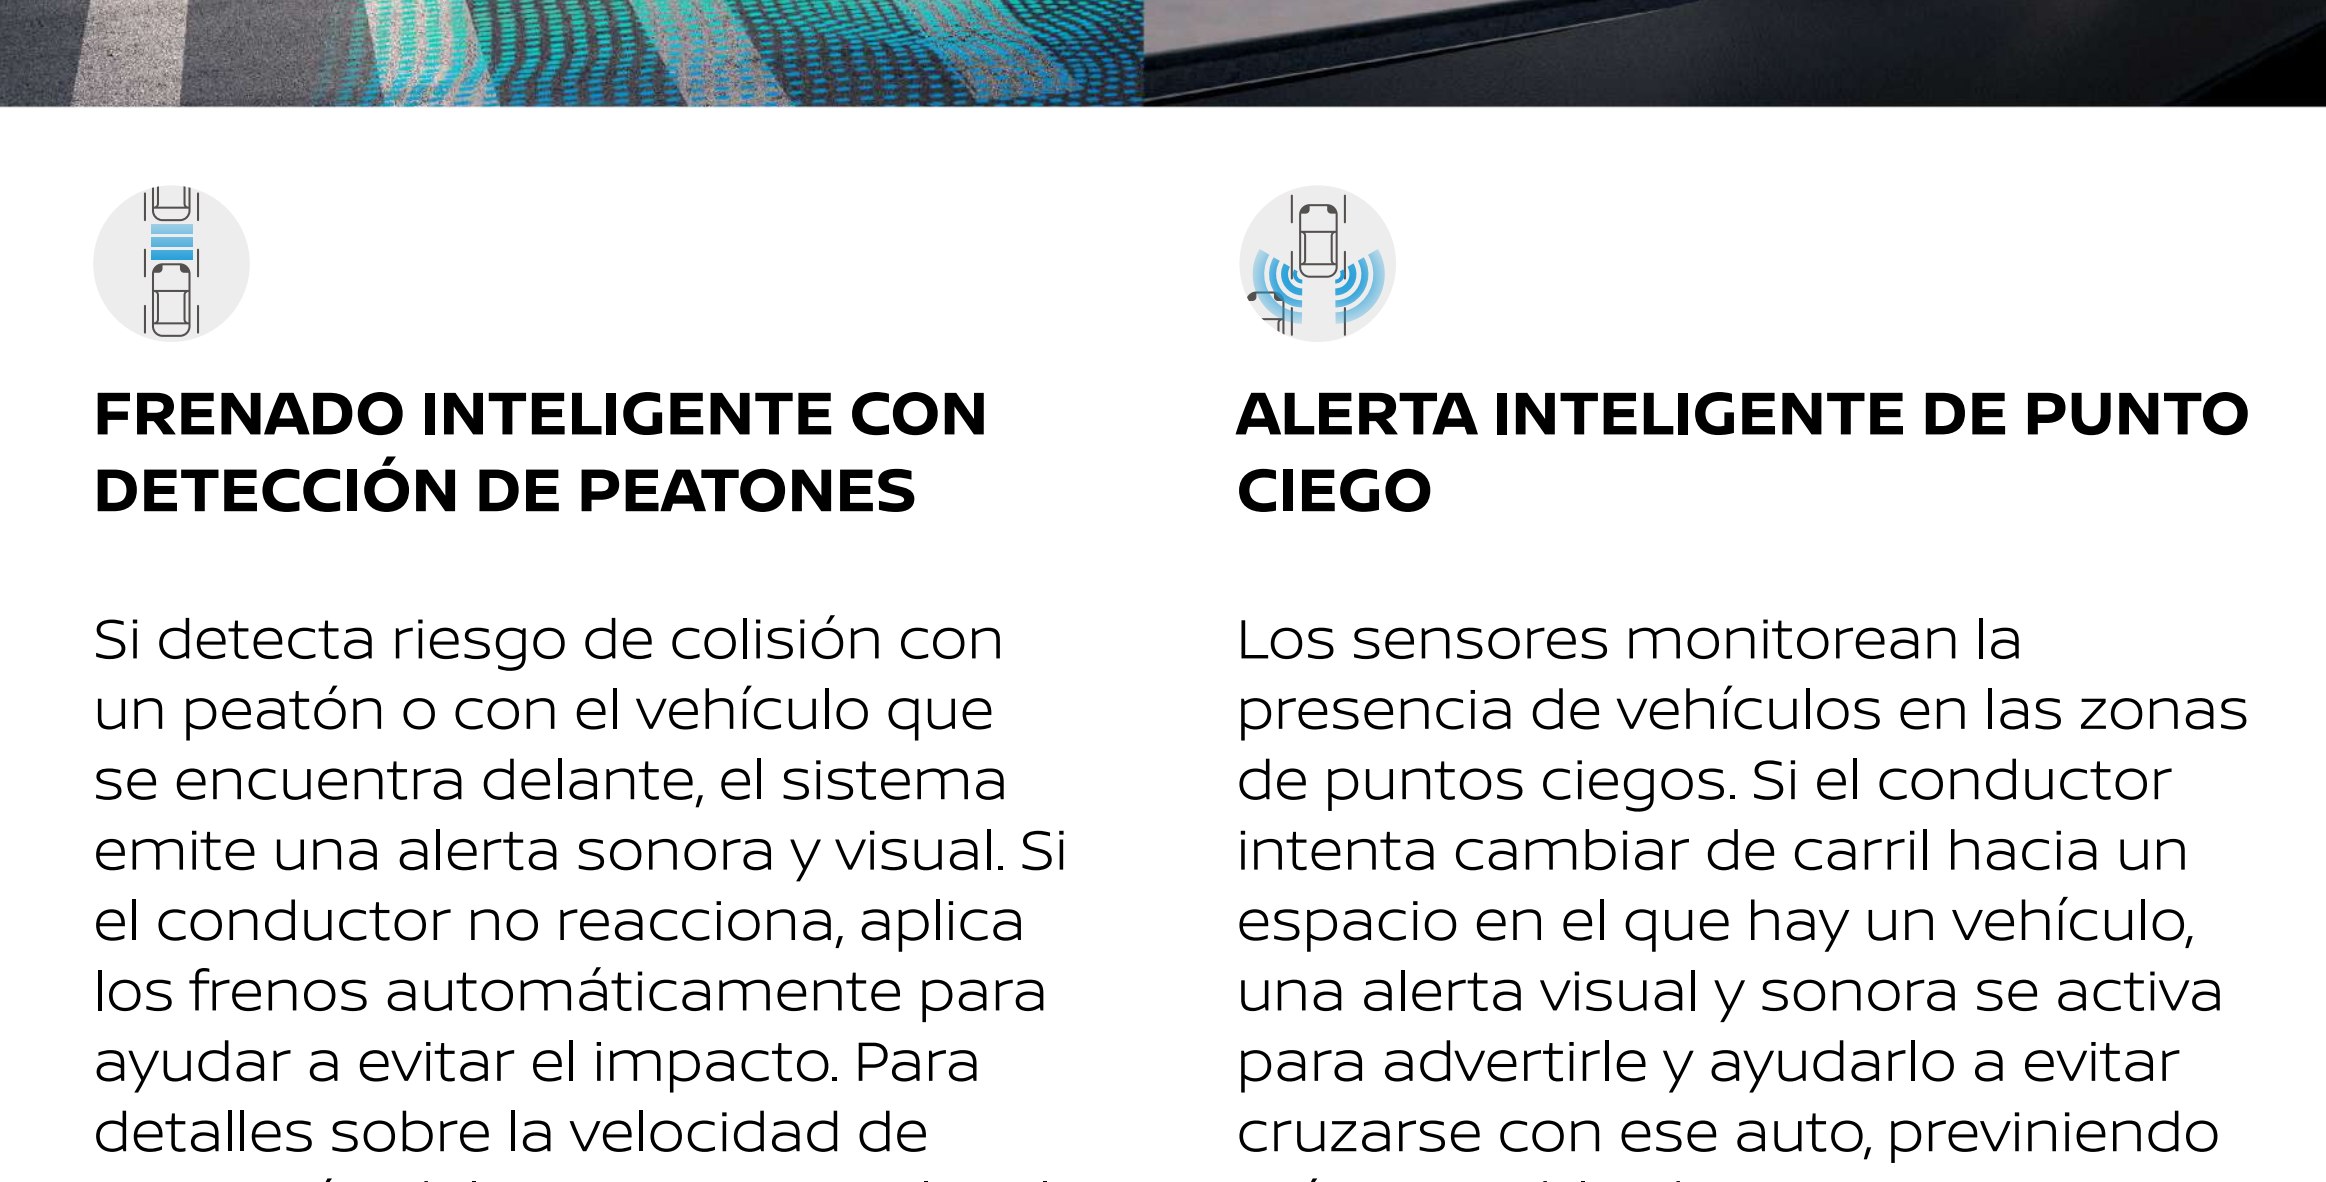 FRENADO INTELIGENTE CON
DETECCIÓN DE PEATONES
Si detecta riesgo de colisión con
un peatón o con el vehículo que
se encuentra delante, el sistema
emite una alerta sonora y visual. Si
el conductor no reacciona, aplica
los frenos automáticamente para
ayudar a evitar el impacto. Para
detalles sobre la velocidad de
ALERTA INTELIGENTE DE PUNTO
CIEGO
Los sensores monitorean la
presencia de vehículos en las zonas
de puntos ciegos. Si el conductor
intenta cambiar de carril hacia un
espacio en el que hay un vehículo,
una alerta visual y sonora se activa
para advertirle y ayudarlo a evitar
cruzarse con ese auto, previniendo